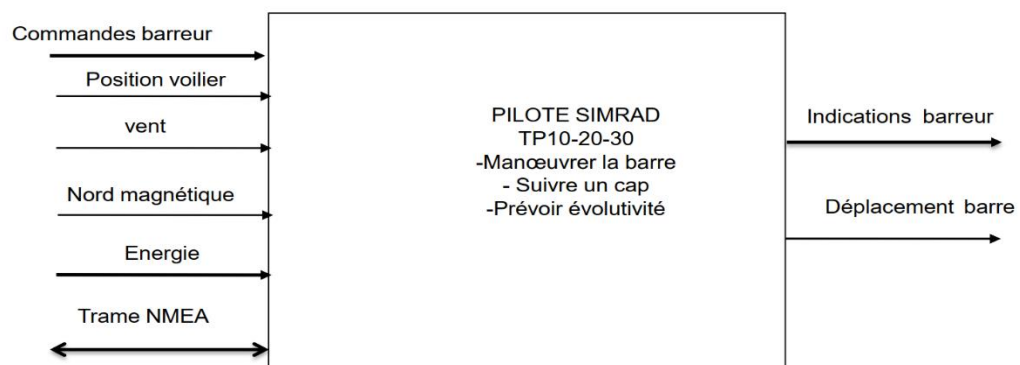 Commandes barreur
Position voilier
vent
Nord magnétique
Energie
Trame NMEA
PILOTE SIMRAD
TP10-20-30
-Manœuvrer la barre
- Suivre un cap
-Prévoir évolutivité
Indications barreur
Déplacement barre